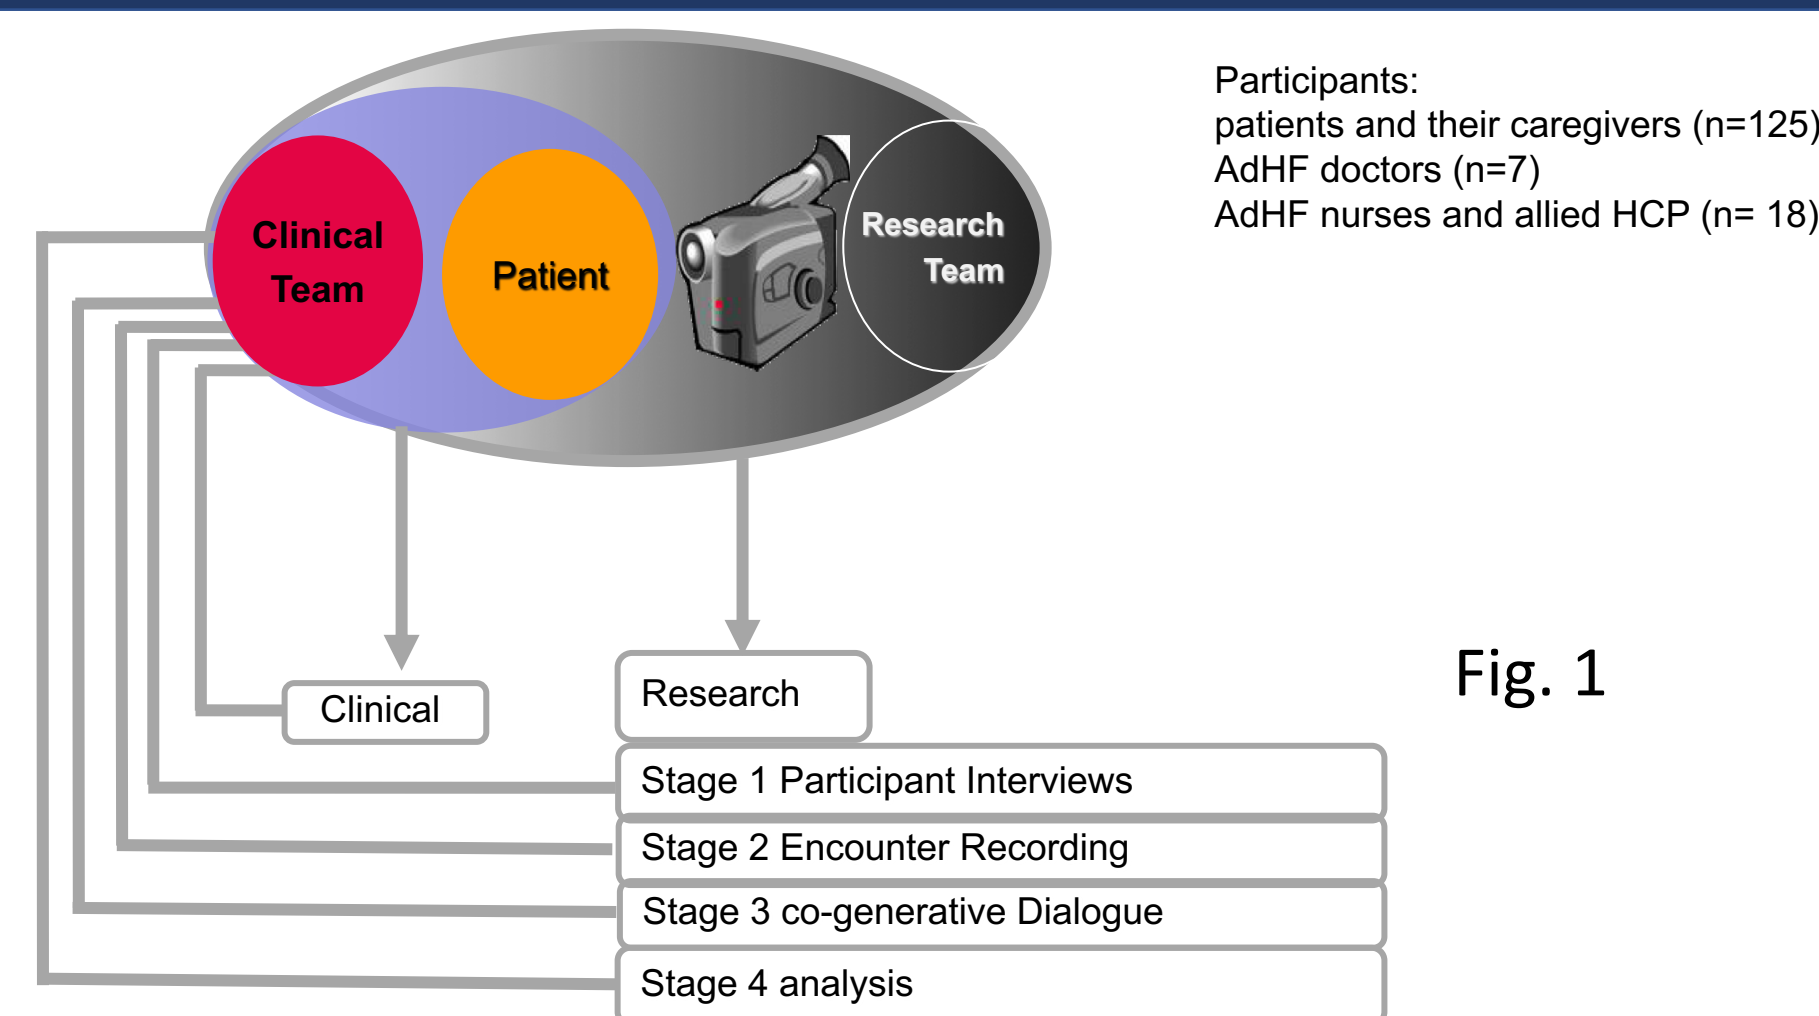 Participants:
patients and their caregivers (n=125)
AdHF doctors (n=7)
AdHF nurses and allied HCP (n= 18)
Clinical
Team
Patient
Research
Team
Clinical
Research
Stage 1 Participant Interviews
Stage 2 Encounter Recording
Stage 3 co-generative Dialogue
Stage 4 analysis
Fig. 1